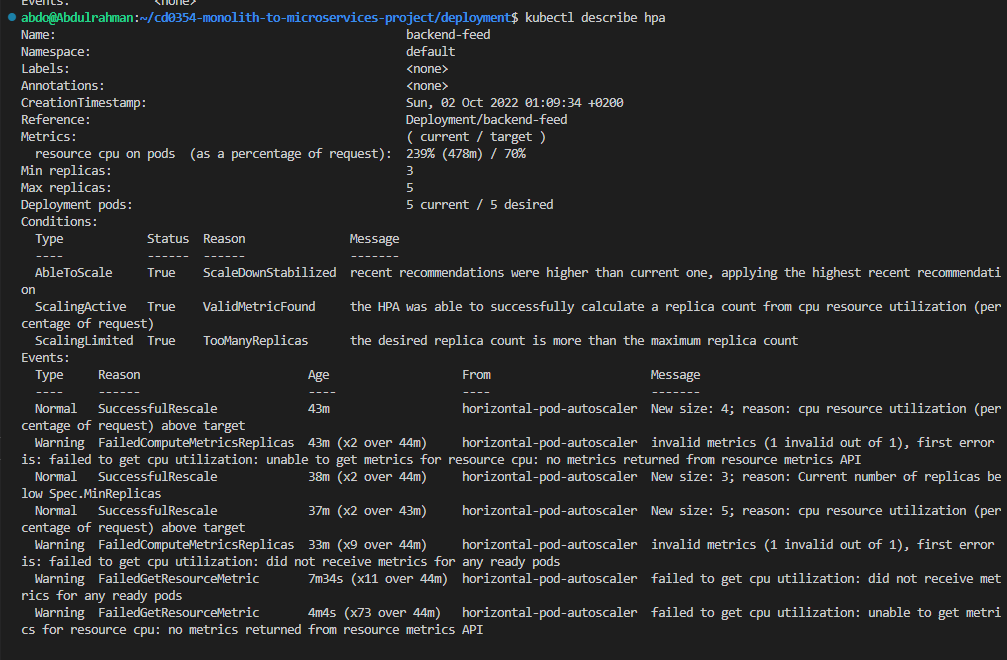 Events: <none>
abdo@Abdulrahman:~/cd0354-monolith-to-microservices-project/deployment$ kubectl describe hpa
Name: backend-feed
Namespace: default
Labels: <none>
Annotations: <none>
CreationTimestamp: Sun, 02 Oct 2022 01:09:34 +0200
Reference: Deployment/backend-feed
Metrics: ( current / target )
resource cpu on pods (as a percentage of request): 239% (478m) / 70%
Min replicas: 3
Max replicas: 5
Deployment pods: 5 current / 5 desired
Conditions:
Type Status Reason Message
---- ------ ------ -------
AbleToScale True ScaleDownStabilized recent recommendations were higher than current one, applying the highest recent recommendati
on
ScalingActive True ValidMetricFound the HPA was able to successfully calculate a replica count from cpu resource utilization (per
centage of request)
ScalingLimited True TooManyReplicas the desired replica count is more than the maximum replica count
Events:
Type Reason Age From Message
---- ------ ---- ---- -------
Normal SuccessfulRescale 43m horizontal-pod-autoscaler New size: 4; reason: cpu resource utilization (per
centage of request) above target
Warning FailedComputeMetricsReplicas 43m (x2 over 44m) horizontal-pod-autoscaler invalid metrics (1 invalid out of 1), first error
is: failed to get cpu utilization: unable to get metrics for resource cpu: no metrics returned from resource metrics API
Normal SuccessfulRescale 38m (x2 over 44m) horizontal-pod-autoscaler New size: 3; reason: Current number of replicas be
low Spec.MinReplicas
Normal SuccessfulRescale 37m (x2 over 43m) horizontal-pod-autoscaler New size: 5; reason: cpu resource utilization (per
centage of request) above target
Warning FailedComputeMetricsReplicas 33m (x9 over 44m) horizontal-pod-autoscaler invalid metrics (1 invalid out of 1), first error
is: failed to get cpu utilization: did not receive metrics for any ready pods
Warning FailedGetResourceMetric 7m34s (x11 over 44m) horizontal-pod-autoscaler failed to get cpu utilization: did not receive met
rics for any ready pods
Warning FailedGetResourceMetric 4m4s (x73 over 44m) horizontal-pod-autoscaler failed to get cpu utilization: unable to get metri
cs for resource cpu: no metrics returned from resource metrics API